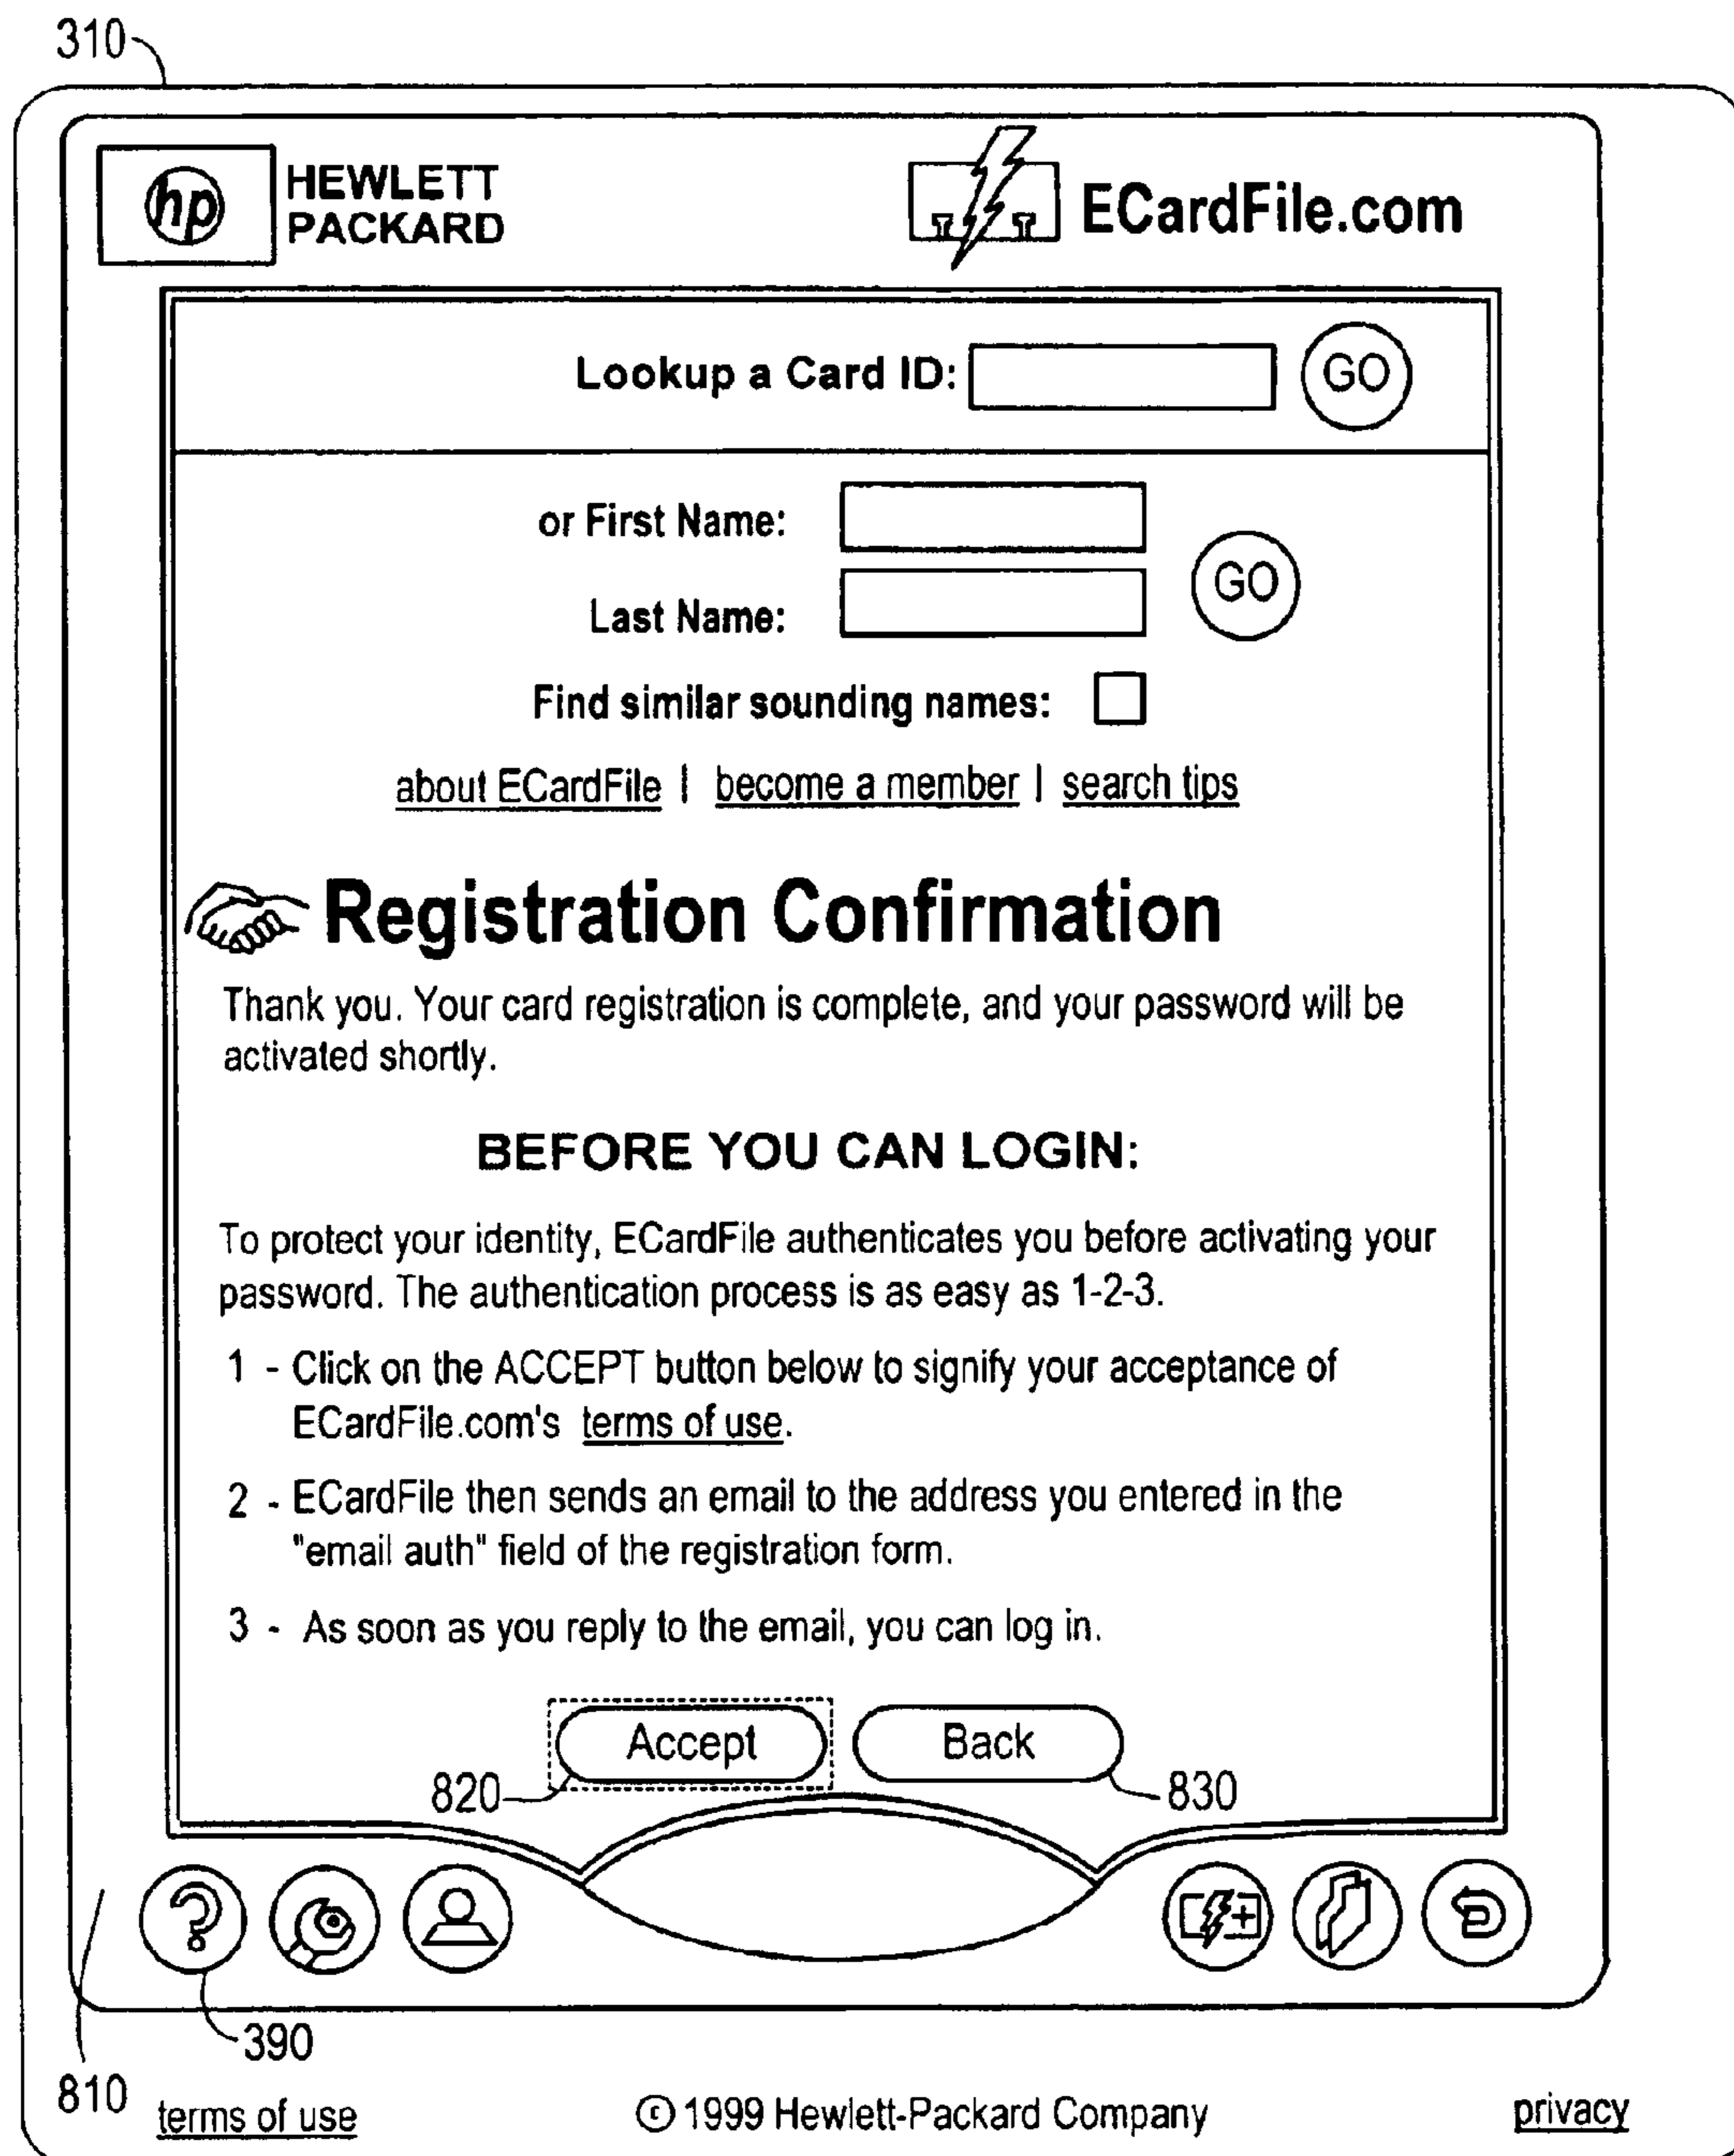 310
hp HEWLETT
PACKARD
ECardFile.com
Lookup a Card ID: GO
or First Name:
GO
Last Name:
Find similar sounding names:
about ECardFile | become a member | search tips
Registration Confirmation
Thank you. Your card registration is complete, and your password will be
activated shortly.
BEFORE YOU CAN LOGIN:
To protect your identity, ECardFile authenticates you before activating your
password. The authentication process is as easy as 1-2-3.
1 - Click on the ACCEPT button below to signify your acceptance of
ECardFile.com's terms of use.
2 - ECardFile then sends an email to the address you entered in the
"email auth" field of the registration form.
3 - As soon as you reply to the email, you can log in.
Accept Back
820 830
?
390
810
terms of use © 1999 Hewlett-Packard Company privacy